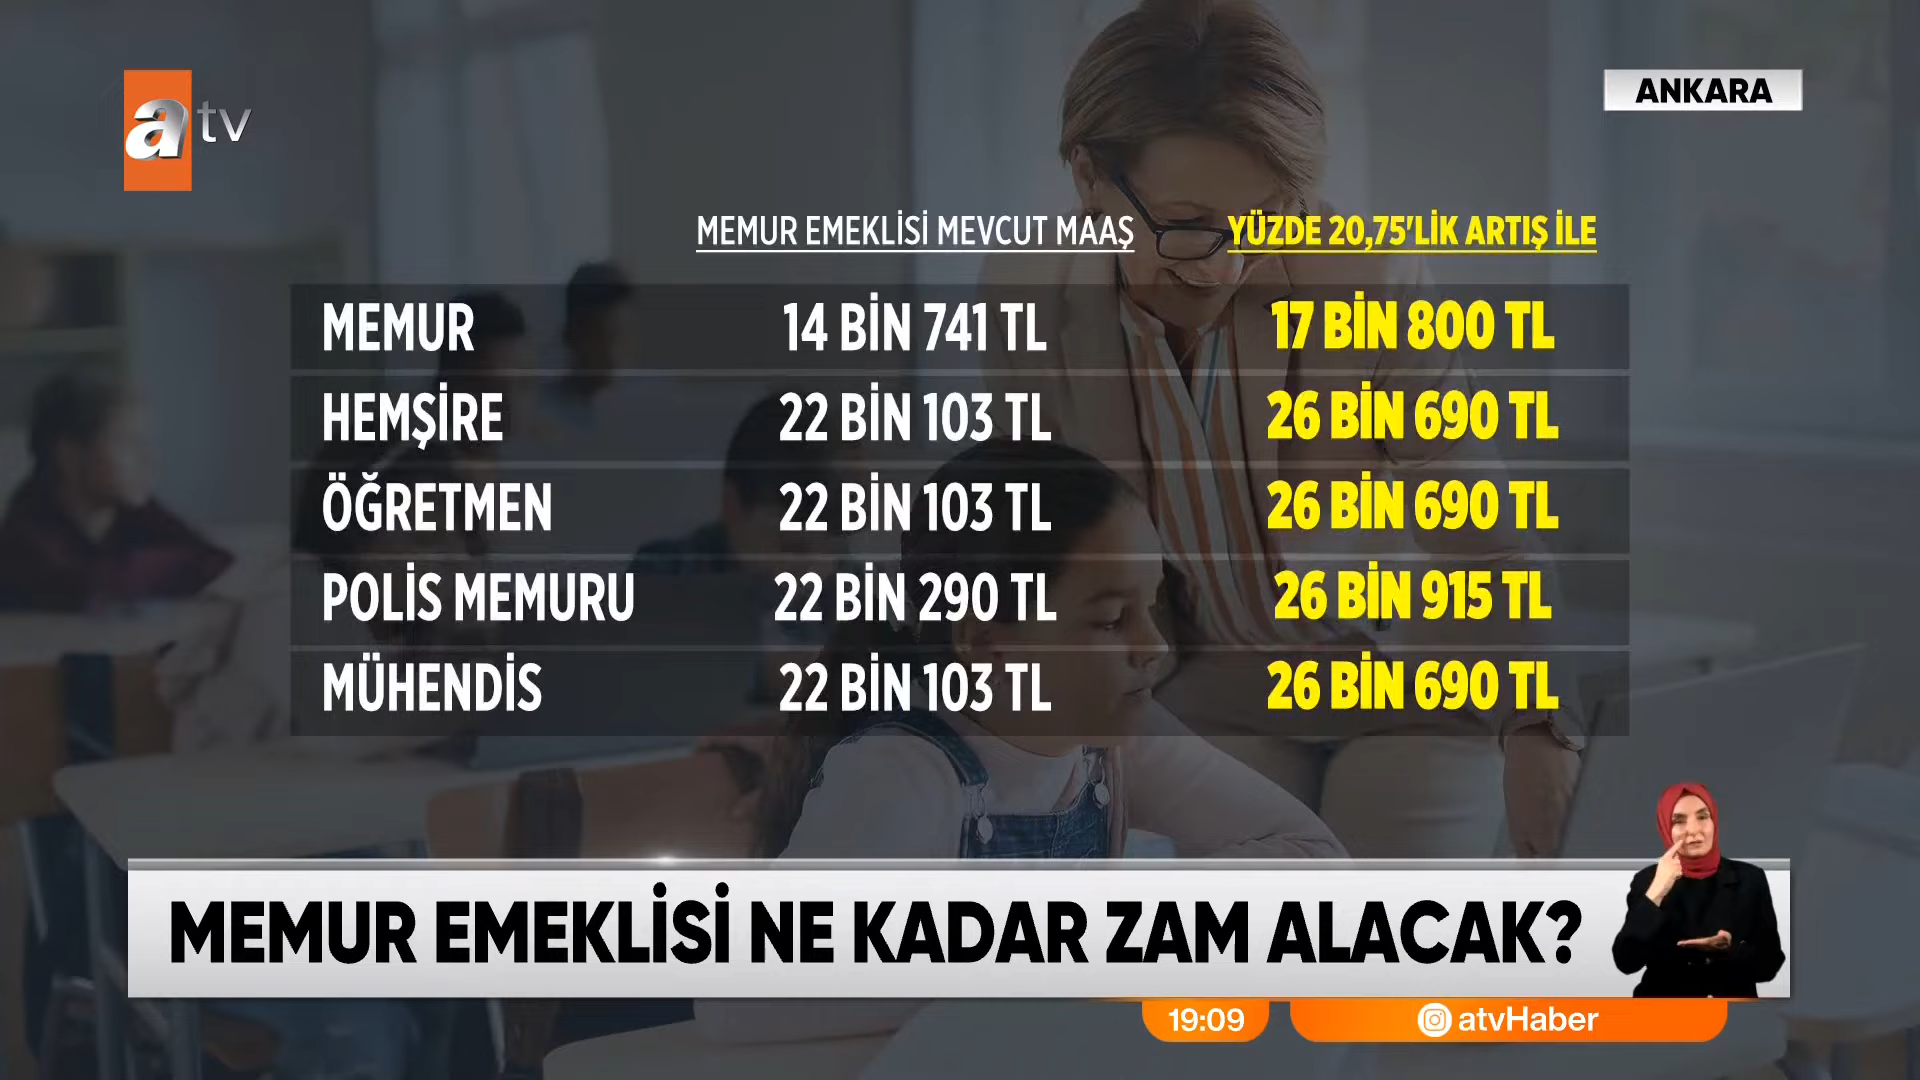 atv
ANKARA
MEMUR EMEKLİSİ MEVCUT MAAŞ
YÜZDE 20,75'LİK ARTIŞ İLE
MEMUR 14 BİN 741 TL 17 BİN 800 TL
HEMŞİRE 22 BİN 103 TL 26 BİN 690 TL
ÖĞRETMEN 22 BİN 103 TL 26 BİN 690 TL
POLİS MEMURU 22 BİN 290 TL 26 BİN 915 TL
MÜHENDİS 22 BİN 103 TL 26 BİN 690 TL
MEMUR EMEKLİSİ NE KADAR ZAM ALACAK?
19:09
atvHaber